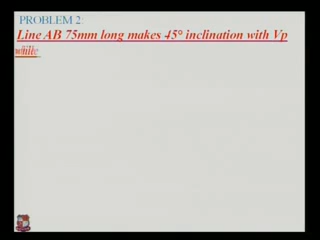 PROBLEM 2:
Line AB 75mm long makes 45° inclination with Vp
while